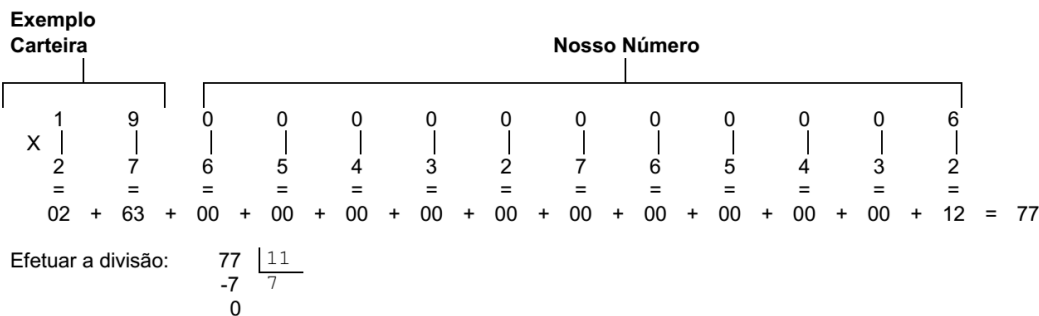 Exemplo
Carteira Nosso Número
1 9 0 0 0 0 0 0 0 0 0 0 6
X
2 7 6 5 4 3 2 7 6 5 4 3 2
= = = = = = = = = = = = =
02 + 63 + 00 + 00 + 00 + 00 + 00 + 00 + 00 + 00 + 00 + 00 + 12 = 77
Efetuar a divisão: 77 11
-7 7
0